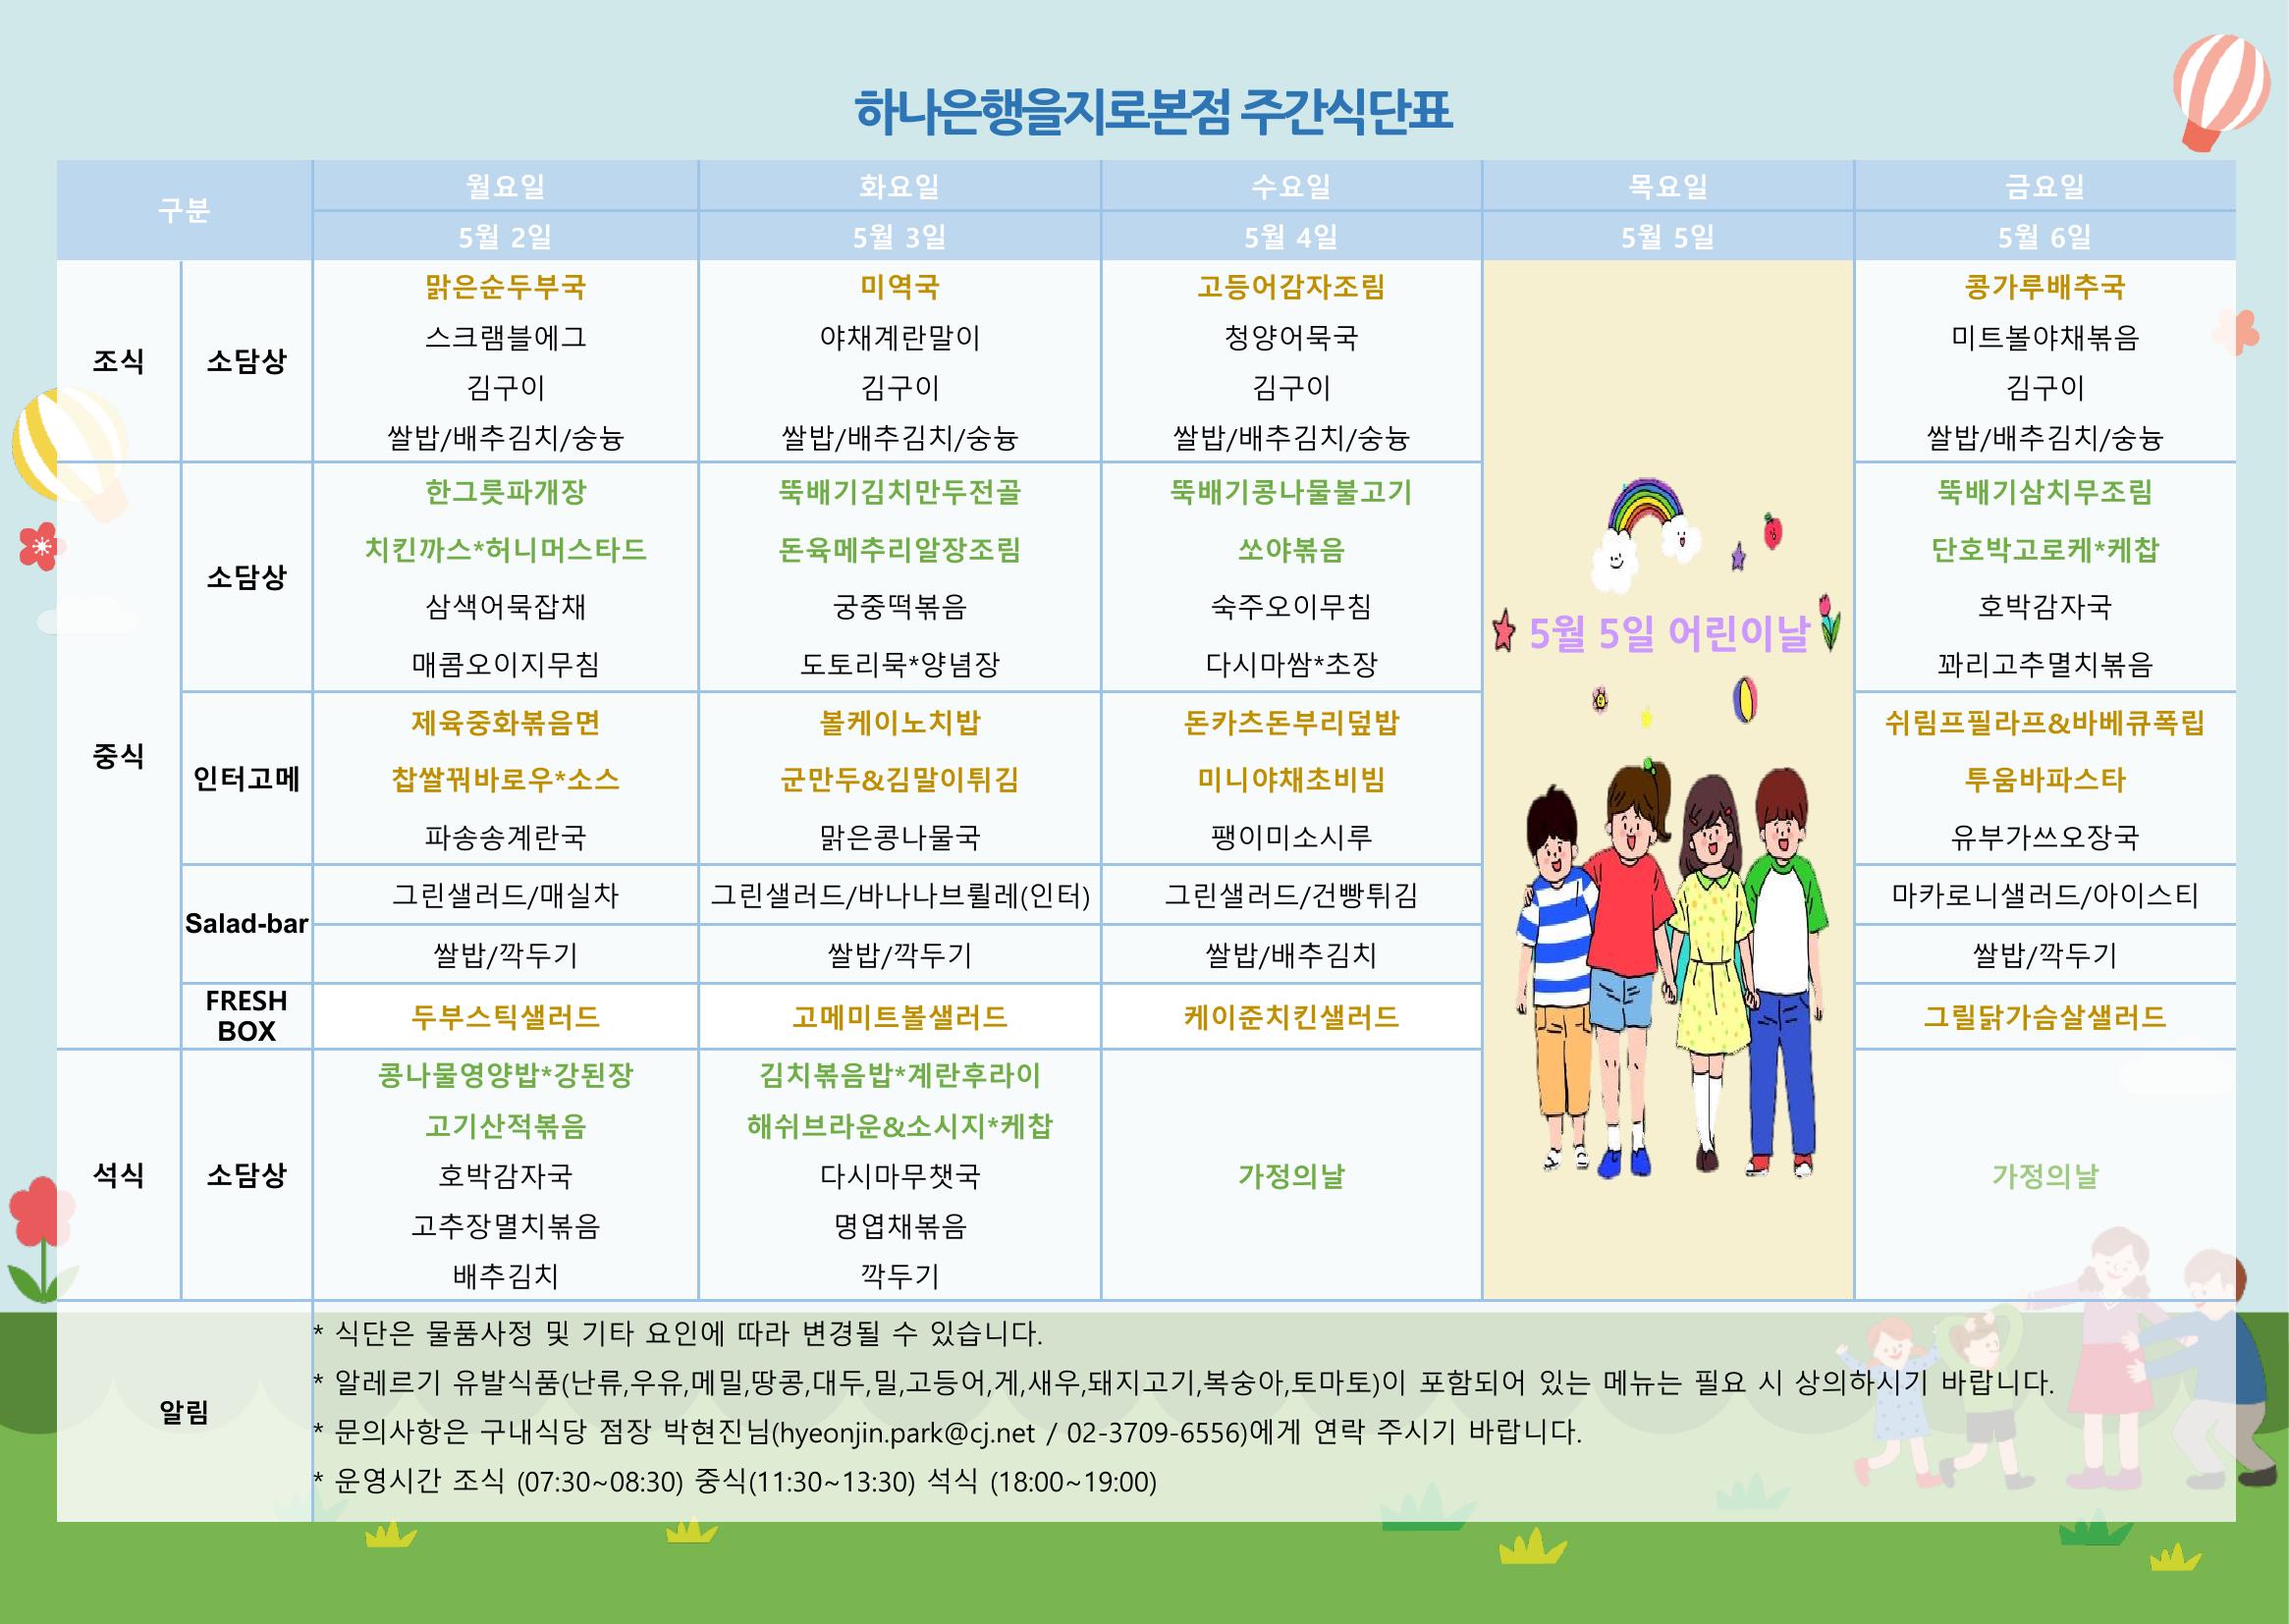 하나은행을지로본점 주간식단표
구분 월요일 화요일 수요일 목요일 금요일
5월 2일 5월 3일 5월 4일 5월 5일 5월 6일
조식 소담상
맑은순두부국 미역국 고등어감자조림 콩가루배추국
스크램블에그 야채계란말이 청양어묵국 미트볼야채볶음
김구이 김구이 김구이 김구이
쌀밥/배추김치/숭늉 쌀밥/배추김치/숭늉 쌀밥/배추김치/숭늉 쌀밥/배추김치/숭늉
중식 소담상
한그릇파개장 뚝배기김치만두전골 뚝배기콩나물불고기 뚝배기삼치무조림
치킨까스*허니머스타드 돈육메추리알장조림 쏘야볶음 단호박고로케*케찹
삼색어묵잡채 궁중떡볶음 숙주오이무침 호박감자국
매콤오이지무침 도토리묵*양념장 다시마쌈*초장 꽈리고추멸치볶음
5월 5일 어린이날
인터고메
제육중화볶음면 볼케이노치밥 돈카츠돈부리덮밥 쉬림프필라프&바베큐폭립
찹쌀꿔바로우*소스 군만두&김말이튀김 미니야채초비빔 투움바파스타
파송송계란국 맑은콩나물국 팽이미소시루 유부가쓰오장국
Salad-bar
그린샐러드/매실차 그린샐러드/바나나브륄레(인터) 그린샐러드/건빵튀김 마카로니샐러드/아이스티
쌀밥/깍두기 쌀밥/깍두기 쌀밥/배추김치 쌀밥/깍두기
FRESH
BOX
두부스틱샐러드 고메미트볼샐러드 케이준치킨샐러드 그릴닭가슴살샐러드
석식 소담상
콩나물영양밥*강된장 김치볶음밥*계란후라이
고기산적볶음 해쉬브라운&소시지*케찹
호박감자국 다시마무챗국 가정의날 가정의날
고추장멸치볶음 명엽채볶음
배추김치 깍두기
알림
* 식단은 물품사정 및 기타 요인에 따라 변경될 수 있습니다.
* 알레르기 유발식품(난류,우유,메밀,땅콩,대두,밀,고등어,게,새우,돼지고기,복숭아,토마토)이 포함되어 있는 메뉴는 필요 시 상의하시기 바랍니다.
* 문의사항은 구내식당 점장 박현진님(hyeonjin.park@cj.net / 02-3709-6556)에게 연락 주시기 바랍니다.
* 운영시간 조식 (07:30~08:30) 중식(11:30~13:30) 석식 (18:00~19:00)